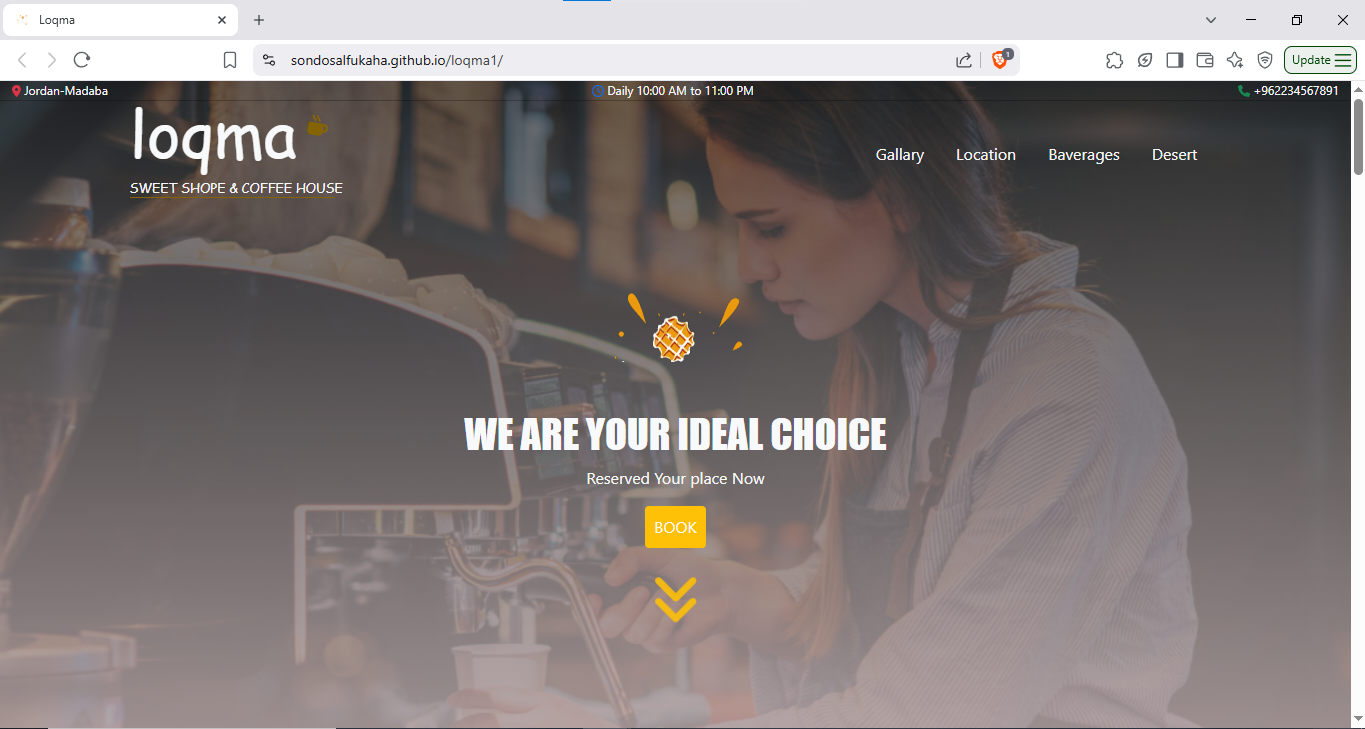 Loqma
sondosalfukaha.github.io/loqma1/
1
Update
Jordan-Madaba
Daily 10:00 AM to 11:00 PM
+962234567891
loqma
SWEET SHOPE & COFFEE HOUSE
Gallary
Location
Baverages
Desert
WE ARE YOUR IDEAL CHOICE
Reserved Your place Now
BOOK